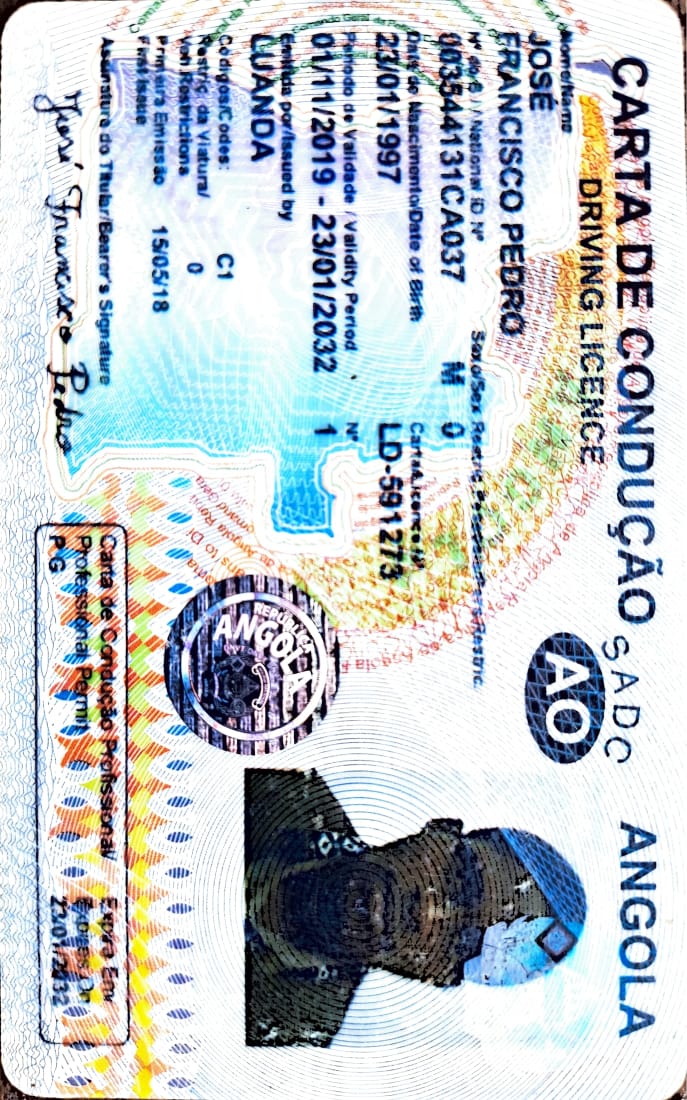 CARTA DE CONDUÇÃO
DRIVING LICENCE
SADC
AO
ANGOLA
Nome/Name
JOSÉ
FRANCISCO PEDRO
Nº do B.I / National ID Nº
003544131CA037
Sexo/Sex
M
Restriç. Pessoais/Pers.Restric.
0
Data de Nascimento/Date of Birth
23/01/1997
Carta/Licence Nº
LD-591273
Periodo de Validade / Validity Period
01/11/2019 - 23/01/2032
Nº
1
Emitida por/Issued by
LUANDA
Códigos/Codes: C1
Restriç. da Viatura/
Veh.Restrictions
0
Primeira Emissão 15/05/18
First Issue
Assinatura do Titular/Bearer's Signature
José Francisco Pedro
REPÚBLICA
ANGOLA
Carta de Condução Profissional/ Expira Em/
Professional Permit Expires On
P G 23/01/2032